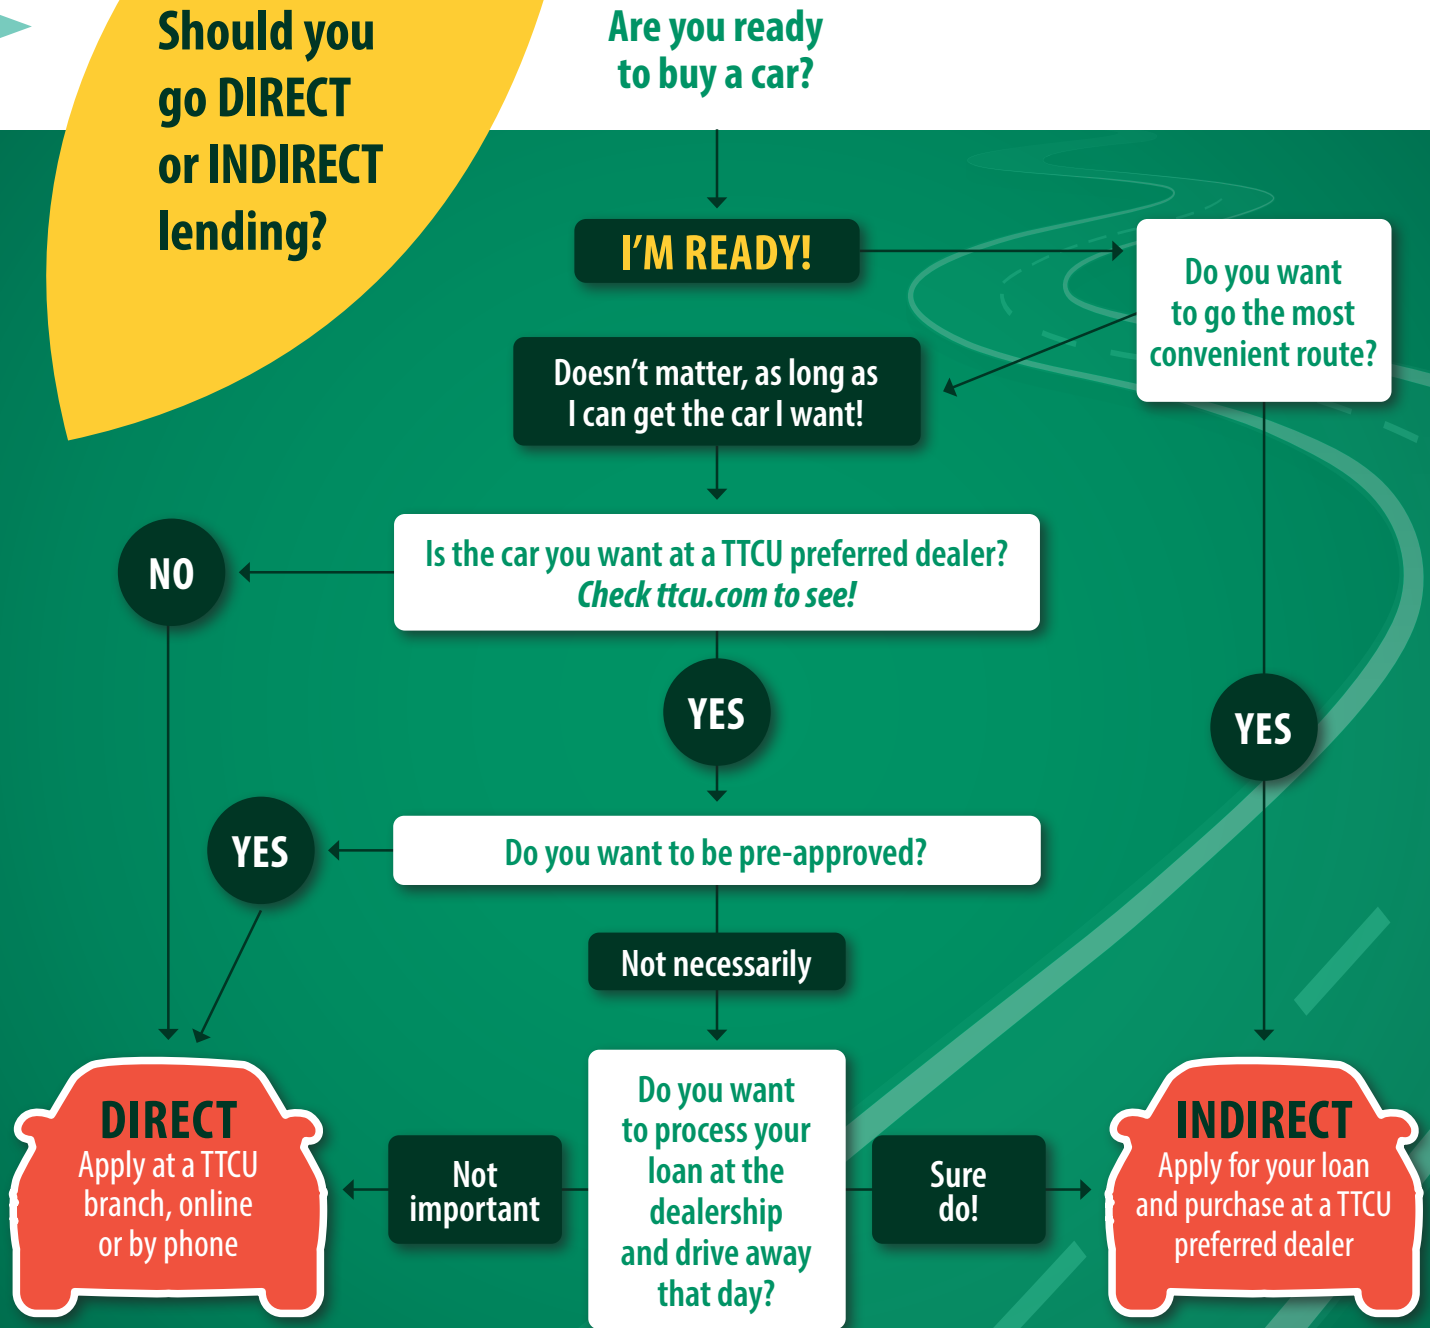 Should you
go DIRECT
or INDIRECT
lending?
Are you ready
to buy a car?
I'M READY!
Do you want
to go the most
convenient route?
Doesn't matter, as long as
I can get the car I want!
Is the car you want at a TTCU preferred dealer?
Check ttcu.com to see!
NO
YES
YES
Do you want to be pre-approved?
YES
Not necessarily
Do you want
to process your
loan at the
dealership
and drive away
that day?
Not
important
Sure
do!
DIRECT
Apply at a TTCU
branch, online
or by phone
INDIRECT
Apply for your loan
and purchase at a TTCU
preferred dealer